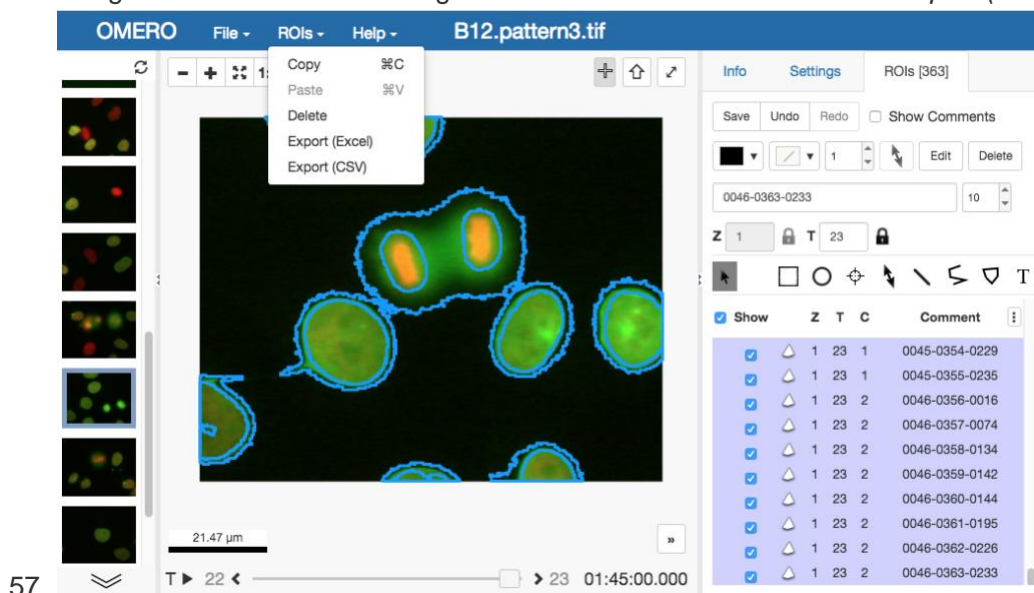 OMERO File ROIs Help B12.pattern3.tif
Copy ⌘C
Paste ⌘V
Delete
Export (Excel)
Export (CSV)
21.47 µm
T 22 23 01:45:00.000
Info Settings ROIs [363]
Save Undo Redo Show Comments
1 Edit Delete
0046-0363-0233 10
Z 1 T 23
T
Show Z T C Comment
1 23 1 0045-0354-0229
1 23 1 0045-0355-0235
1 23 2 0046-0356-0016
1 23 2 0046-0357-0074
1 23 2 0046-0358-0134
1 23 2 0046-0359-0142
1 23 2 0046-0360-0144
1 23 2 0046-0361-0195
1 23 2 0046-0362-0226
1 23 2 0046-0363-0233
57